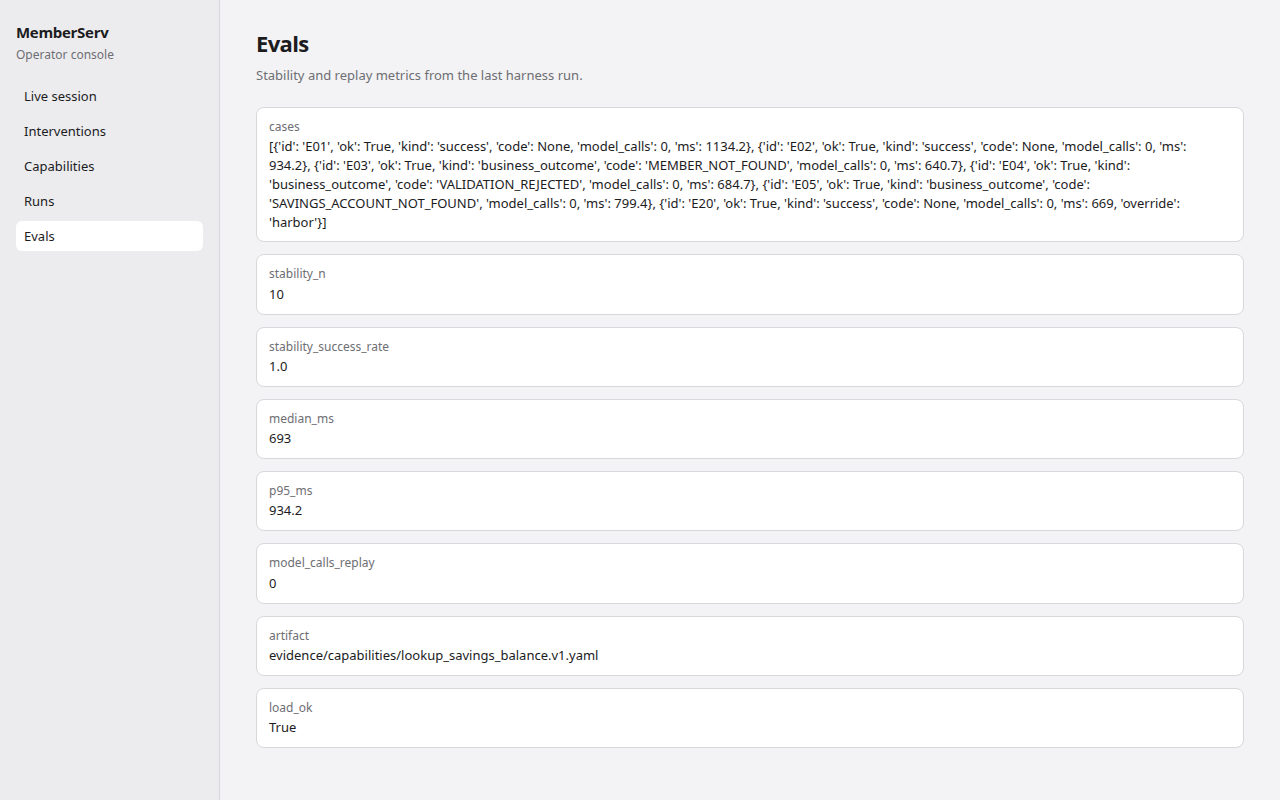 MemberServ
Operator console
Live session
Interventions
Capabilities
Runs
Evals
Evals
Stability and replay metrics from the last harness run.
cases
[{'id': 'E01', 'ok': True, 'kind': 'success', 'code': None, 'model_calls': 0, 'ms': 1134.2}, {'id': 'E02', 'ok': True, 'kind': 'success', 'code': None, 'model_calls': 0, 'ms':
934.2}, {'id': 'E03', 'ok': True, 'kind': 'business_outcome', 'code': 'MEMBER_NOT_FOUND', 'model_calls': 0, 'ms': 640.7}, {'id': 'E04', 'ok': True, 'kind':
'business_outcome', 'code': 'VALIDATION_REJECTED', 'model_calls': 0, 'ms': 684.7}, {'id': 'E05', 'ok': True, 'kind': 'business_outcome', 'code':
'SAVINGS_ACCOUNT_NOT_FOUND', 'model_calls': 0, 'ms': 799.4}, {'id': 'E20', 'ok': True, 'kind': 'success', 'code': None, 'model_calls': 0, 'ms': 669, 'override':
'harbor'}]
stability_n
10
stability_success_rate
1.0
median_ms
693
p95_ms
934.2
model_calls_replay
0
artifact
evidence/capabilities/lookup_savings_balance.v1.yaml
load_ok
True